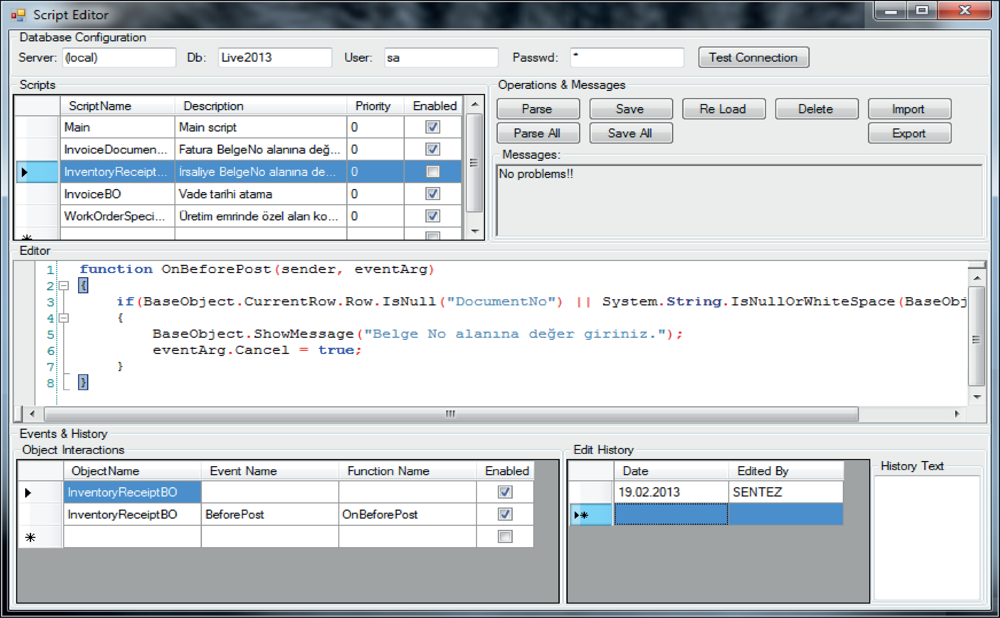 Script Editor
Database Configuration
Server: (local) Db: Live2013 User: sa Passwd: * Test Connection
Scripts
ScriptName Description Priority Enabled
Main Main script 0
InvoiceDocumen... Fatura BelgeNo alanına değ... 0
InventoryReceipt... İrsaliye BelgeNo alanına de... 0
InvoiceBO Vade tarihi atama 0
WorkOrderSpeci... Üretim emrinde özel alan ko... 0
Operations & Messages
Parse Save Re Load Delete Import
Parse All Save All Export
Messages:
No problems!!
Editor
1 function OnBeforePost(sender, eventArg)
2 {
3 if(BaseObject.CurrentRow.Row.IsNull("DocumentNo") || System.String.IsNullOrWhiteSpace(BaseObj
4 {
5 BaseObject.ShowMessage("Belge No alanına değer giriniz.");
6 eventArg.Cancel = true;
7 }
8 }
Events & History
Object Interactions
ObjectName Event Name Function Name Enabled
InventoryReceiptBO
InventoryReceiptBO BeforePost OnBeforePost
Edit History
Date Edited By
19.02.2013 SENTEZ
History Text